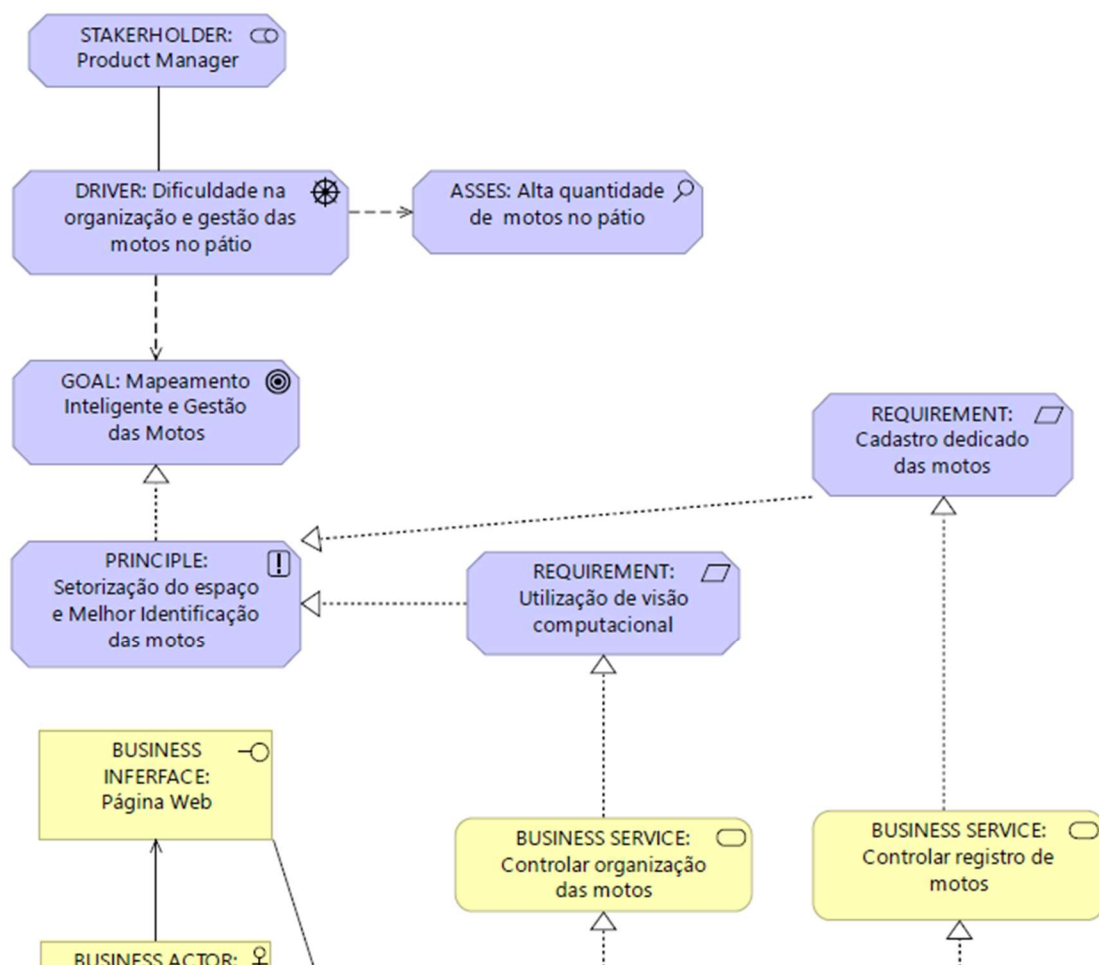 STAKERHOLDER:
Product Manager
DRIVER: Dificuldade na
organização e gestão das
motos no pátio
ASSES: Alta quantidade
de motos no pátio
GOAL: Mapeamento
Inteligente e Gestão
das Motos
REQUIREMENT:
Cadastro dedicado
das motos
PRINCIPLE:
Setorização do espaço
e Melhor Identificação
das motos
REQUIREMENT:
Utilização de visão
computacional
BUSINESS
INFERFACE:
Página Web
BUSINESS SERVICE:
Controlar organização
das motos
BUSINESS SERVICE:
Controlar registro de
motos
BUSINESS ACTOR: